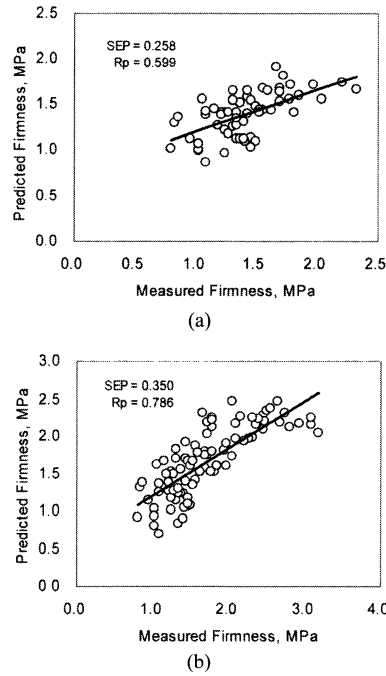 2.5
SEP = 0.258
Rp = 0.599
2.0
1.5
1.0
0.5
0.0
Predicted Firmness, MPa
0.0 0.5 1.0 1.5 2.0 2.5
Measured Firmness, MPa
(a)
3.0
SEP = 0.350
Rp = 0.786
2.5
2.0
1.5
1.0
0.5
0.0
Predicted Firmness, MPa
0.0 1.0 2.0 3.0 4.0
Measured Firmness, MPa
(b)